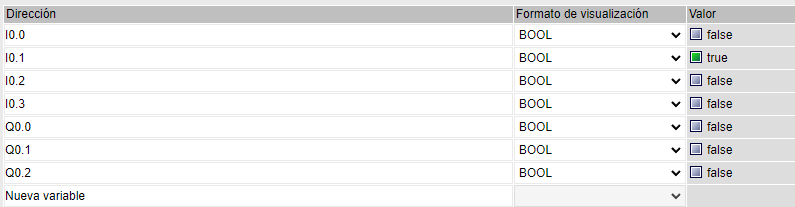 Dirección Formato de visualización Valor
I0.0 BOOL false
I0.1 BOOL true
I0.2 BOOL false
I0.3 BOOL false
Q0.0 BOOL false
Q0.1 BOOL false
Q0.2 BOOL false
Nueva variable